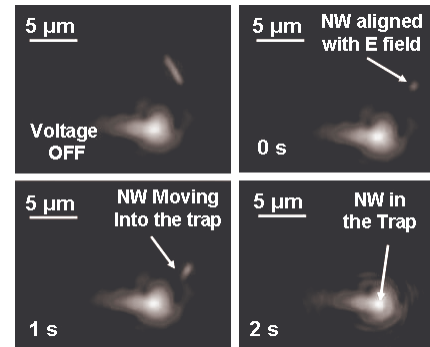 5 µm
Voltage
OFF
5 µm
NW aligned
with E field
0 s
5 µm
NW Moving
Into the trap
1 s
5 µm
NW in
the Trap
2 s